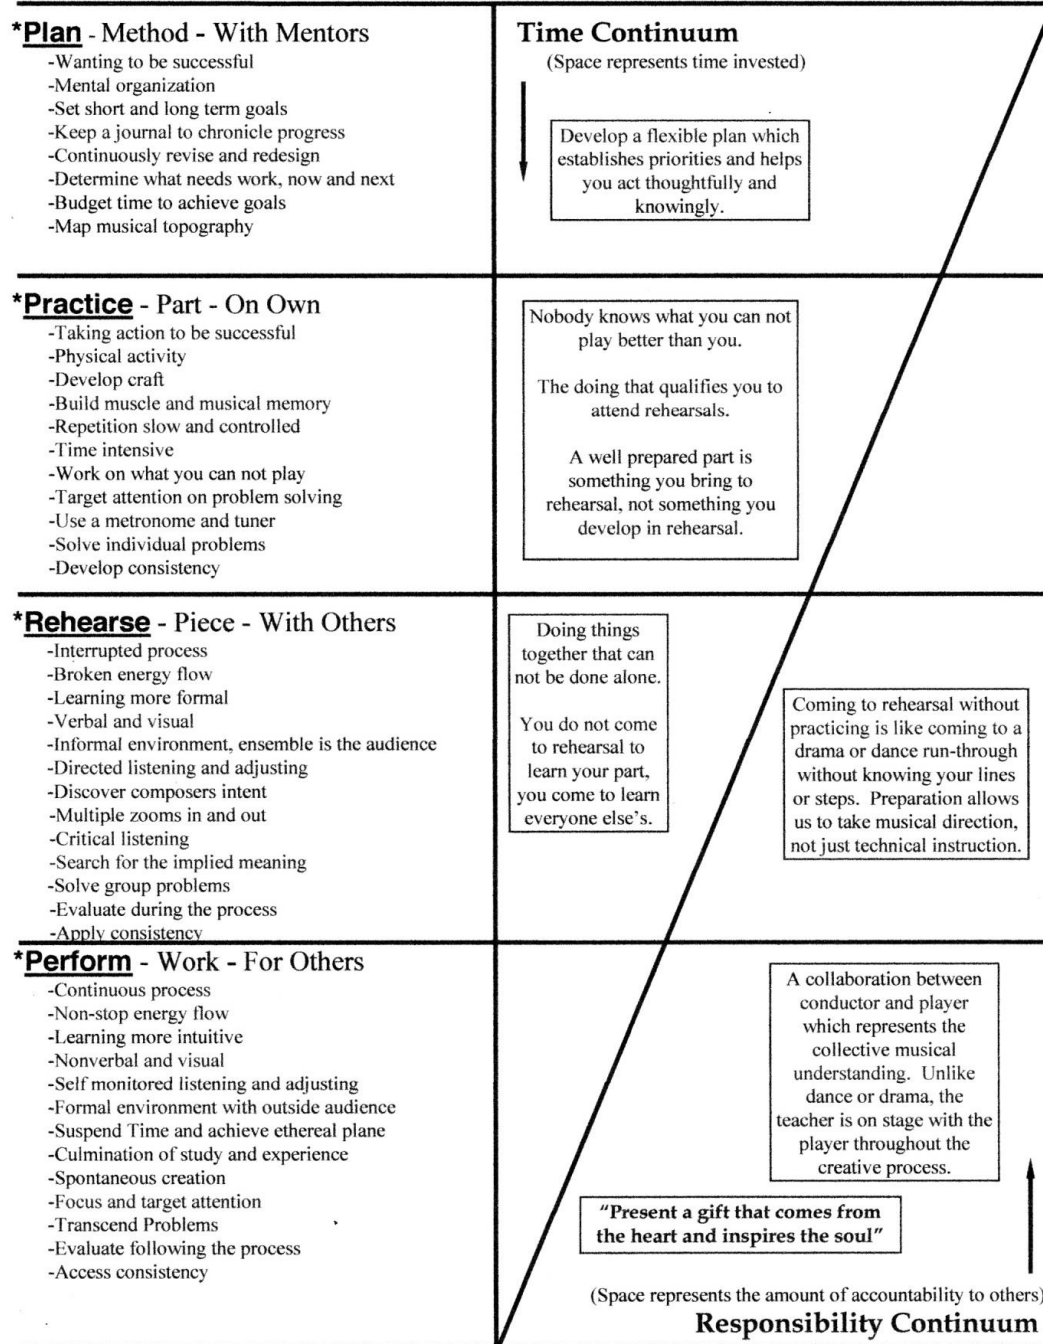 *Plan - Method - With Mentors
-Wanting to be successful
-Mental organization
-Set short and long term goals
-Keep a journal to chronicle progress
-Continuously revise and redesign
-Determine what needs work, now and next
-Budget time to achieve goals
-Map musical topography
Time Continuum
(Space represents time invested)
Develop a flexible plan which
establishes priorities and helps
you act thoughtfully and
knowingly.
*Practice - Part - On Own
-Taking action to be successful
-Physical activity
-Develop craft
-Build muscle and musical memory
-Repetition slow and controlled
-Time intensive
-Work on what you can not play
-Target attention on problem solving
-Use a metronome and tuner
-Solve individual problems
-Develop consistency
Nobody knows what you can not
play better than you.
The doing that qualifies you to
attend rehearsals.
A well prepared part is
something you bring to
rehearsal, not something you
develop in rehearsal.
*Rehearse - Piece - With Others
-Interrupted process
-Broken energy flow
-Learning more formal
-Verbal and visual
-Informal environment, ensemble is the audience
-Directed listening and adjusting
-Discover composers intent
-Multiple zooms in and out
-Critical listening
-Search for the implied meaning
-Solve group problems
-Evaluate during the process
-Apply consistency
Doing things
together that can
not be done alone.
You do not come
to rehearsal to
learn your part,
you come to learn
everyone else's.
Coming to rehearsal without
practicing is like coming to a
drama or dance run-through
without knowing your lines
or steps. Preparation allows
us to take musical direction,
not just technical instruction.
*Perform - Work - For Others
-Continuous process
-Non-stop energy flow
-Learning more intuitive
-Nonverbal and visual
-Self monitored listening and adjusting
-Formal environment with outside audience
-Suspend Time and achieve ethereal plane
-Culmination of study and experience
-Spontaneous creation
-Focus and target attention
-Transcend Problems
-Evaluate following the process
-Access consistency
A collaboration between
conductor and player
which represents the
collective musical
understanding. Unlike
dance or drama, the
teacher is on stage with the
player throughout the
creative process.
"Present a gift that comes from
the heart and inspires the soul"
(Space represents the amount of accountability to others)
Responsibility Continuum